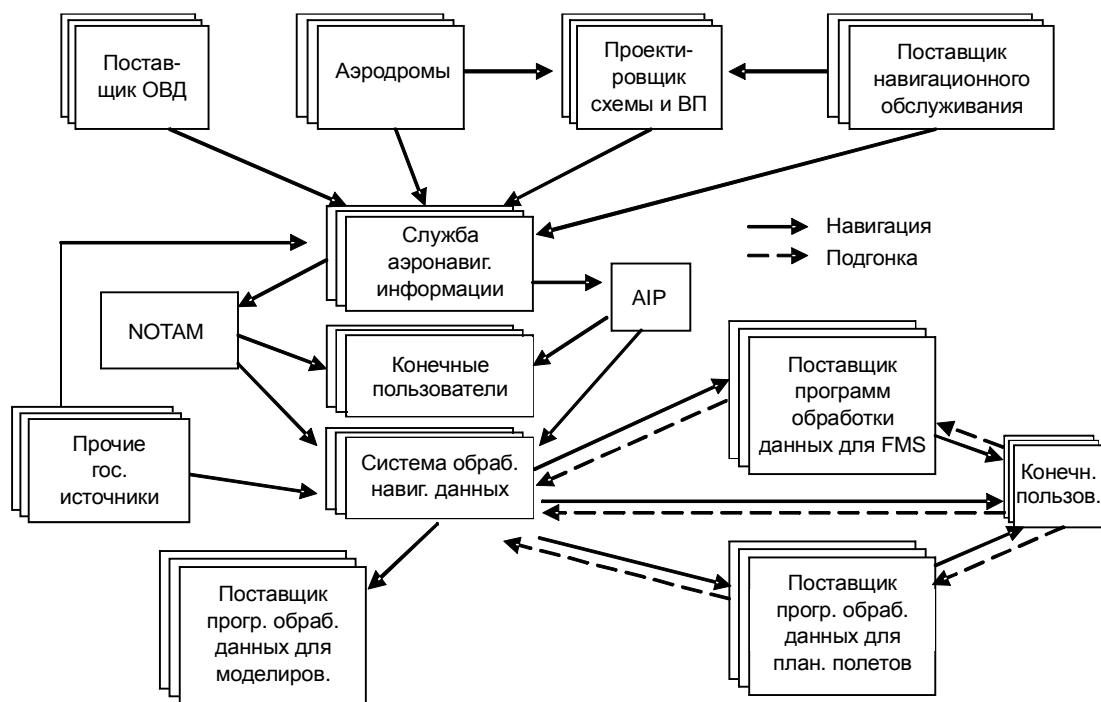 Постав-
щик ОВД
Аэродромы
Проекти-
ровщик
схемы и ВП
Поставщик
навигационного
обслуживания
Служба
аэронавиг.
информации
Навигация
Подгонка
NOTAM
AIP
Конечные
пользователи
Поставщик
программ
обработки
данных для FMS
Прочие
гос.
источники
Система обраб.
навиг. данных
Конечн.
пользов.
Поставщик
прогр. обраб.
данных для
моделиров.
Поставщик
прогр. обраб.
данных для
план. полетов